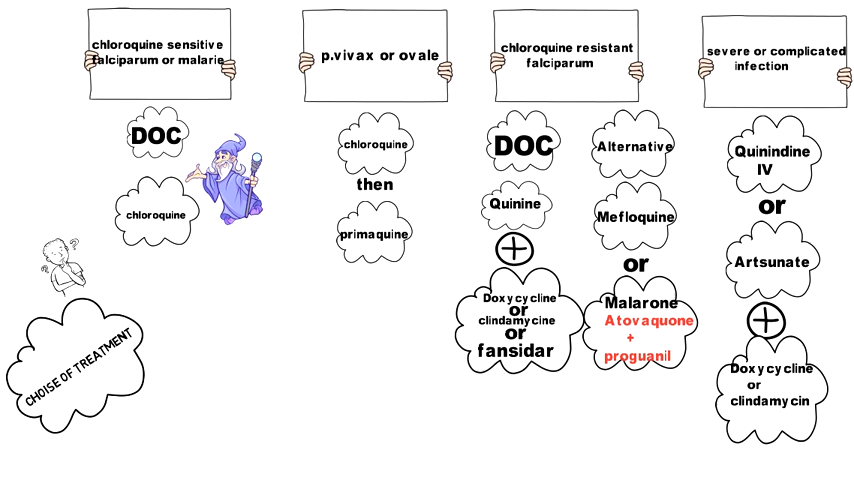 chloroquine sensitive
falciparum or malarie
DOC
chloroquine
CHOISE OF TREATMENT
p.vivax or ovale
chloroquine
then
primaquine
chloroquine resistant
falciparum
DOC
Quinine
+
Doxycycline
or
clindamycine
or
fansidar
Alternative
Mefloquine
or
Malarone
Atovaquone
+
proguanil
severe or complicated
infection
Quinindine
IV
or
Artsunate
+
Doxycycline
or
clindamycin